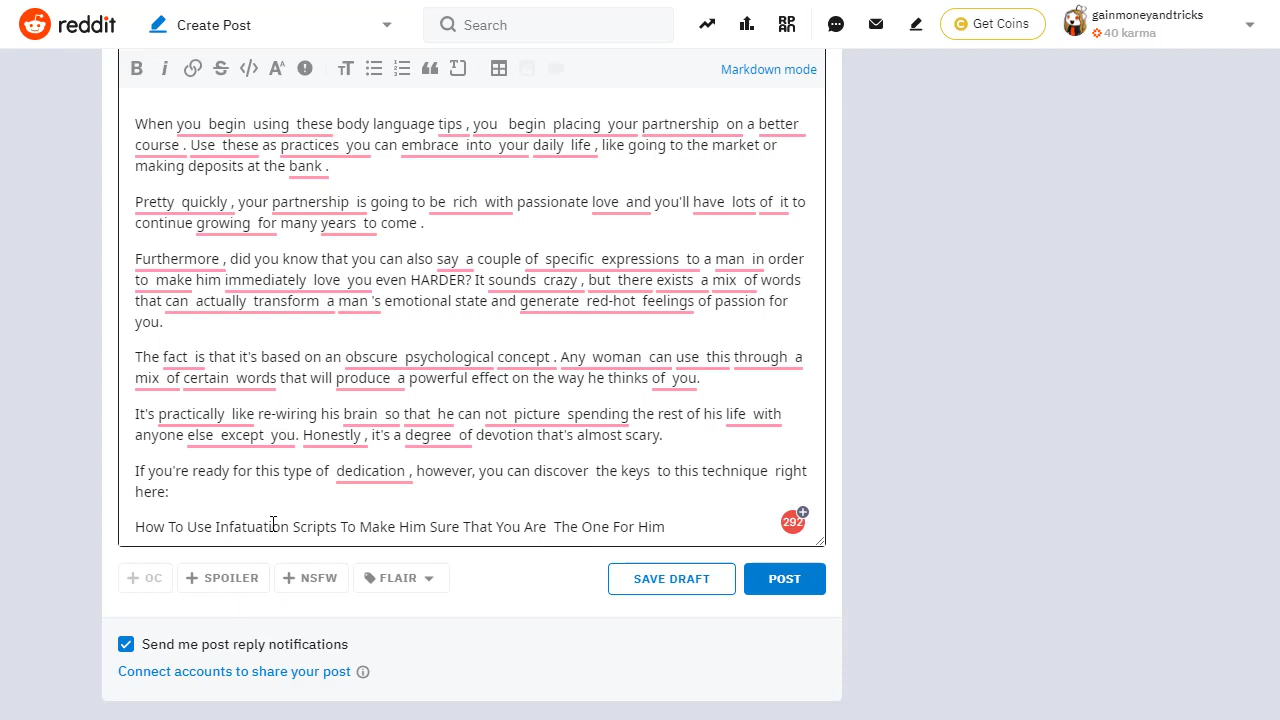 reddit
Create Post
Search
Get Coins
gainmoneyandtricks
40 karma
Markdown mode
When you begin using these body language tips , you begin placing your partnership on a better
course . Use these as practices you can embrace into your daily life , like going to the market or
making deposits at the bank .
Pretty quickly , your partnership is going to be rich with passionate love and you'll have lots of it to
continue growing for many years to come .
Furthermore , did you know that you can also say a couple of specific expressions to a man in order
to make him immediately love you even HARDER? It sounds crazy , but there exists a mix of words
that can actually transform a man 's emotional state and generate red-hot feelings of passion for
you.
The fact is that it's based on an obscure psychological concept . Any woman can use this through a
mix of certain words that will produce a powerful effect on the way he thinks of you.
It's practically like re-wiring his brain so that he can not picture spending the rest of his life with
anyone else except you. Honestly , it's a degree of devotion that's almost scary.
If you're ready for this type of dedication , however, you can discover the keys to this technique right
here:
How To Use Infatuation Scripts To Make Him Sure That You Are The One For Him
292
OC
SPOILER
NSFW
FLAIR
SAVE DRAFT
POST
Send me post reply notifications
Connect accounts to share your post